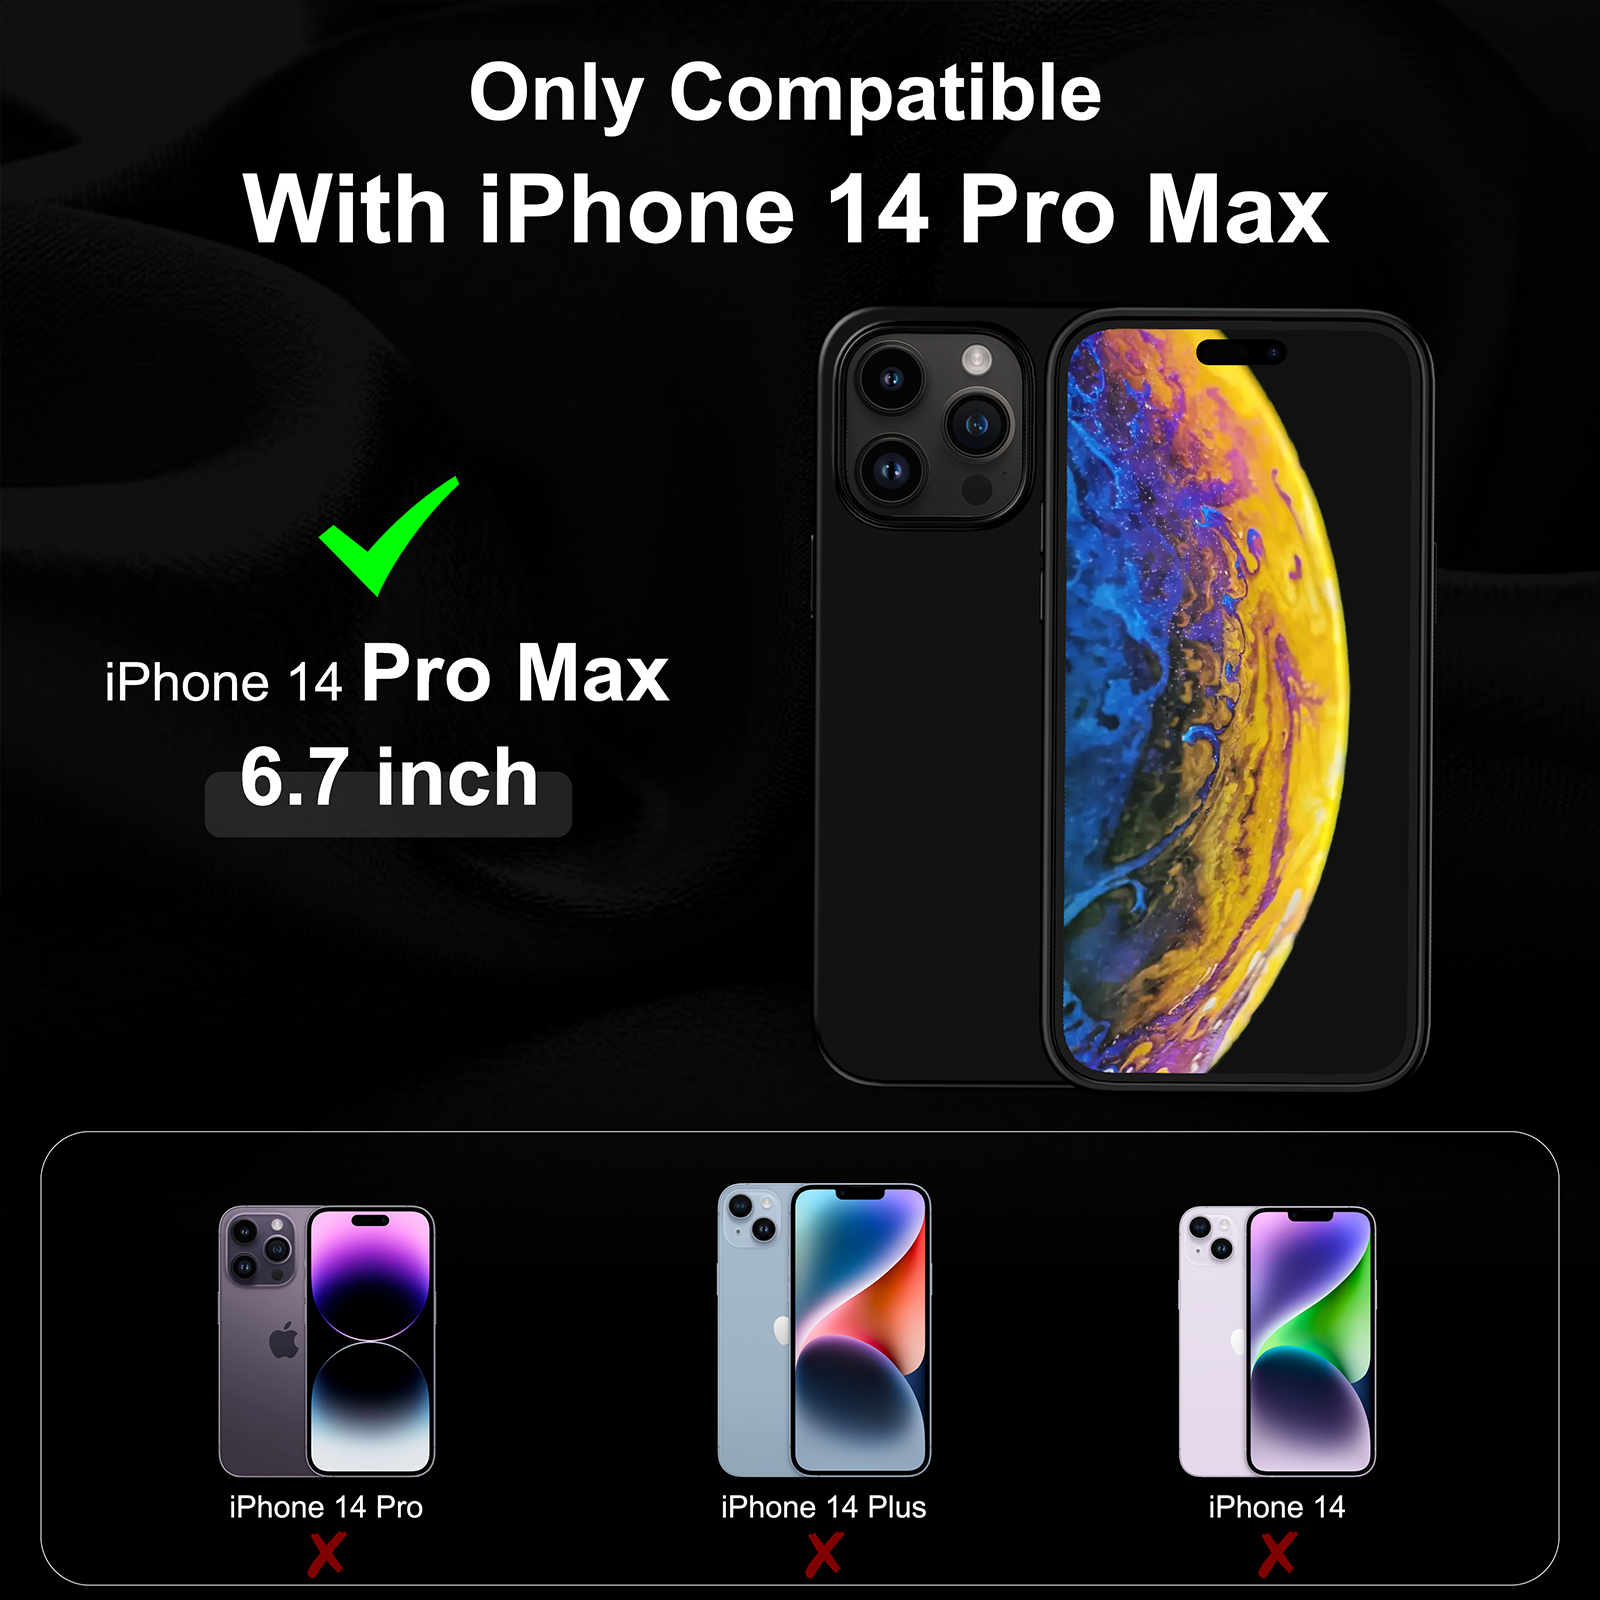 Only Compatible
With iPhone 14 Pro Max
iPhone 14 Pro Max
6.7 inch
iPhone 14 Pro
iPhone 14 Plus
iPhone 14